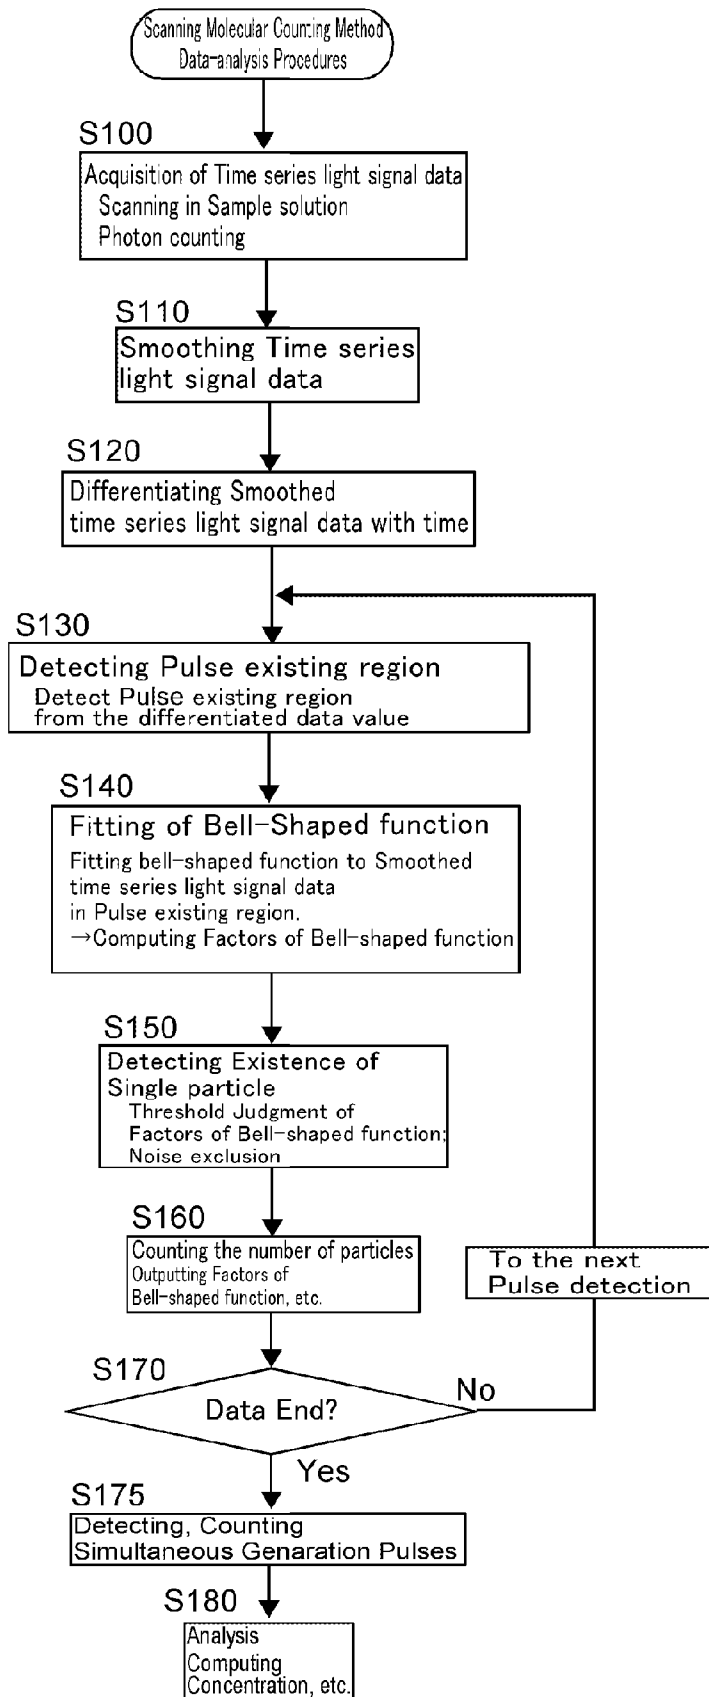 Scanning Molecular Counting Method
Data-analysis Procedures
S100
Acquisition of Time series light signal data
Scanning in Sample solution
Photon counting
S110
Smoothing Time series
light signal data
S120
Differentiating Smoothed
time series light signal data with time
S130
Detecting Pulse existing region
Detect Pulse existing region
from the differentiated data value
S140
Fitting of Bell-Shaped function
Fitting bell-shaped function to Smoothed
time series light signal data
in Pulse existing region.
→Computing Factors of Bell-shaped function
S150
Detecting Existence of
Single particle
Threshold Judgment of
Factors of Bell-shaped function;
Noise exclusion
S160
Counting the number of particles
Outputting Factors of
Bell-shaped function, etc.
To the next
Pulse detection
S170
Data End?
No
Yes
S175
Detecting, Counting
Simultaneous Genaration Pulses
S180
Analysis
Computing
Concentration, etc.